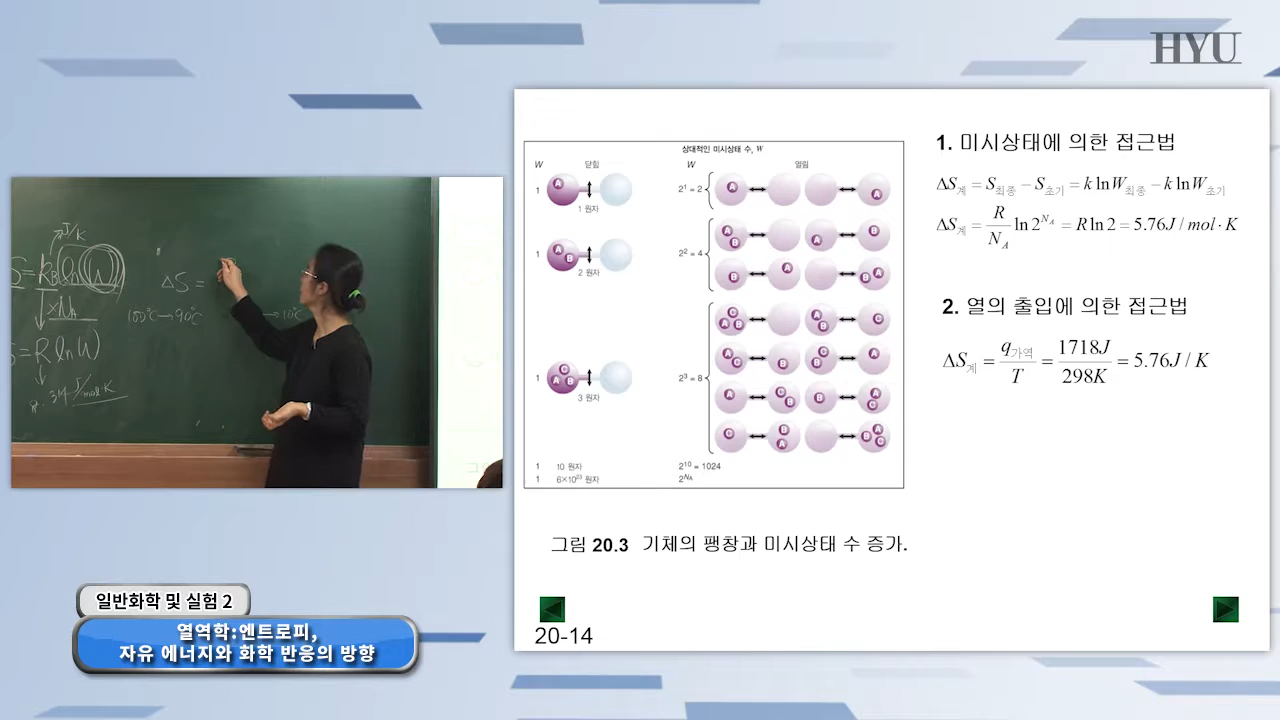 HYU
상대적인 미시상태 수, W
W 닫힘 W 열림
1 A 1 원자
2¹ = 2 A A
1 A B 2 원자
2² = 4 A B A B
B A B A
1 C A B 3 원자
2³ = 8 C A B A B C
A C B B C A
A C B B A C
C B A B A C
1 10 원자 2¹⁰ = 1024
1 6×10²³ 원자 2^NA
그림 20.3 기체의 팽창과 미시상태 수 증가.
1. 미시상태에 의한 접근법
ΔS계 = S최종 − S초기 = k ln W최종 − k ln W초기
ΔS계 = R/N_A ln 2^N_A = R ln 2 = 5.76J / mol · K
2. 열의 출입에 의한 접근법
ΔS계 = q가역/T = 1718J/298K = 5.76J / K
20-14
J/K
S = k_B ln W
×N_A
S = R ln W
ΔS =
100℃→90℃
→10℃
일반화학 및 실험 2
열역학:엔트로피,
자유 에너지와 화학 반응의 방향